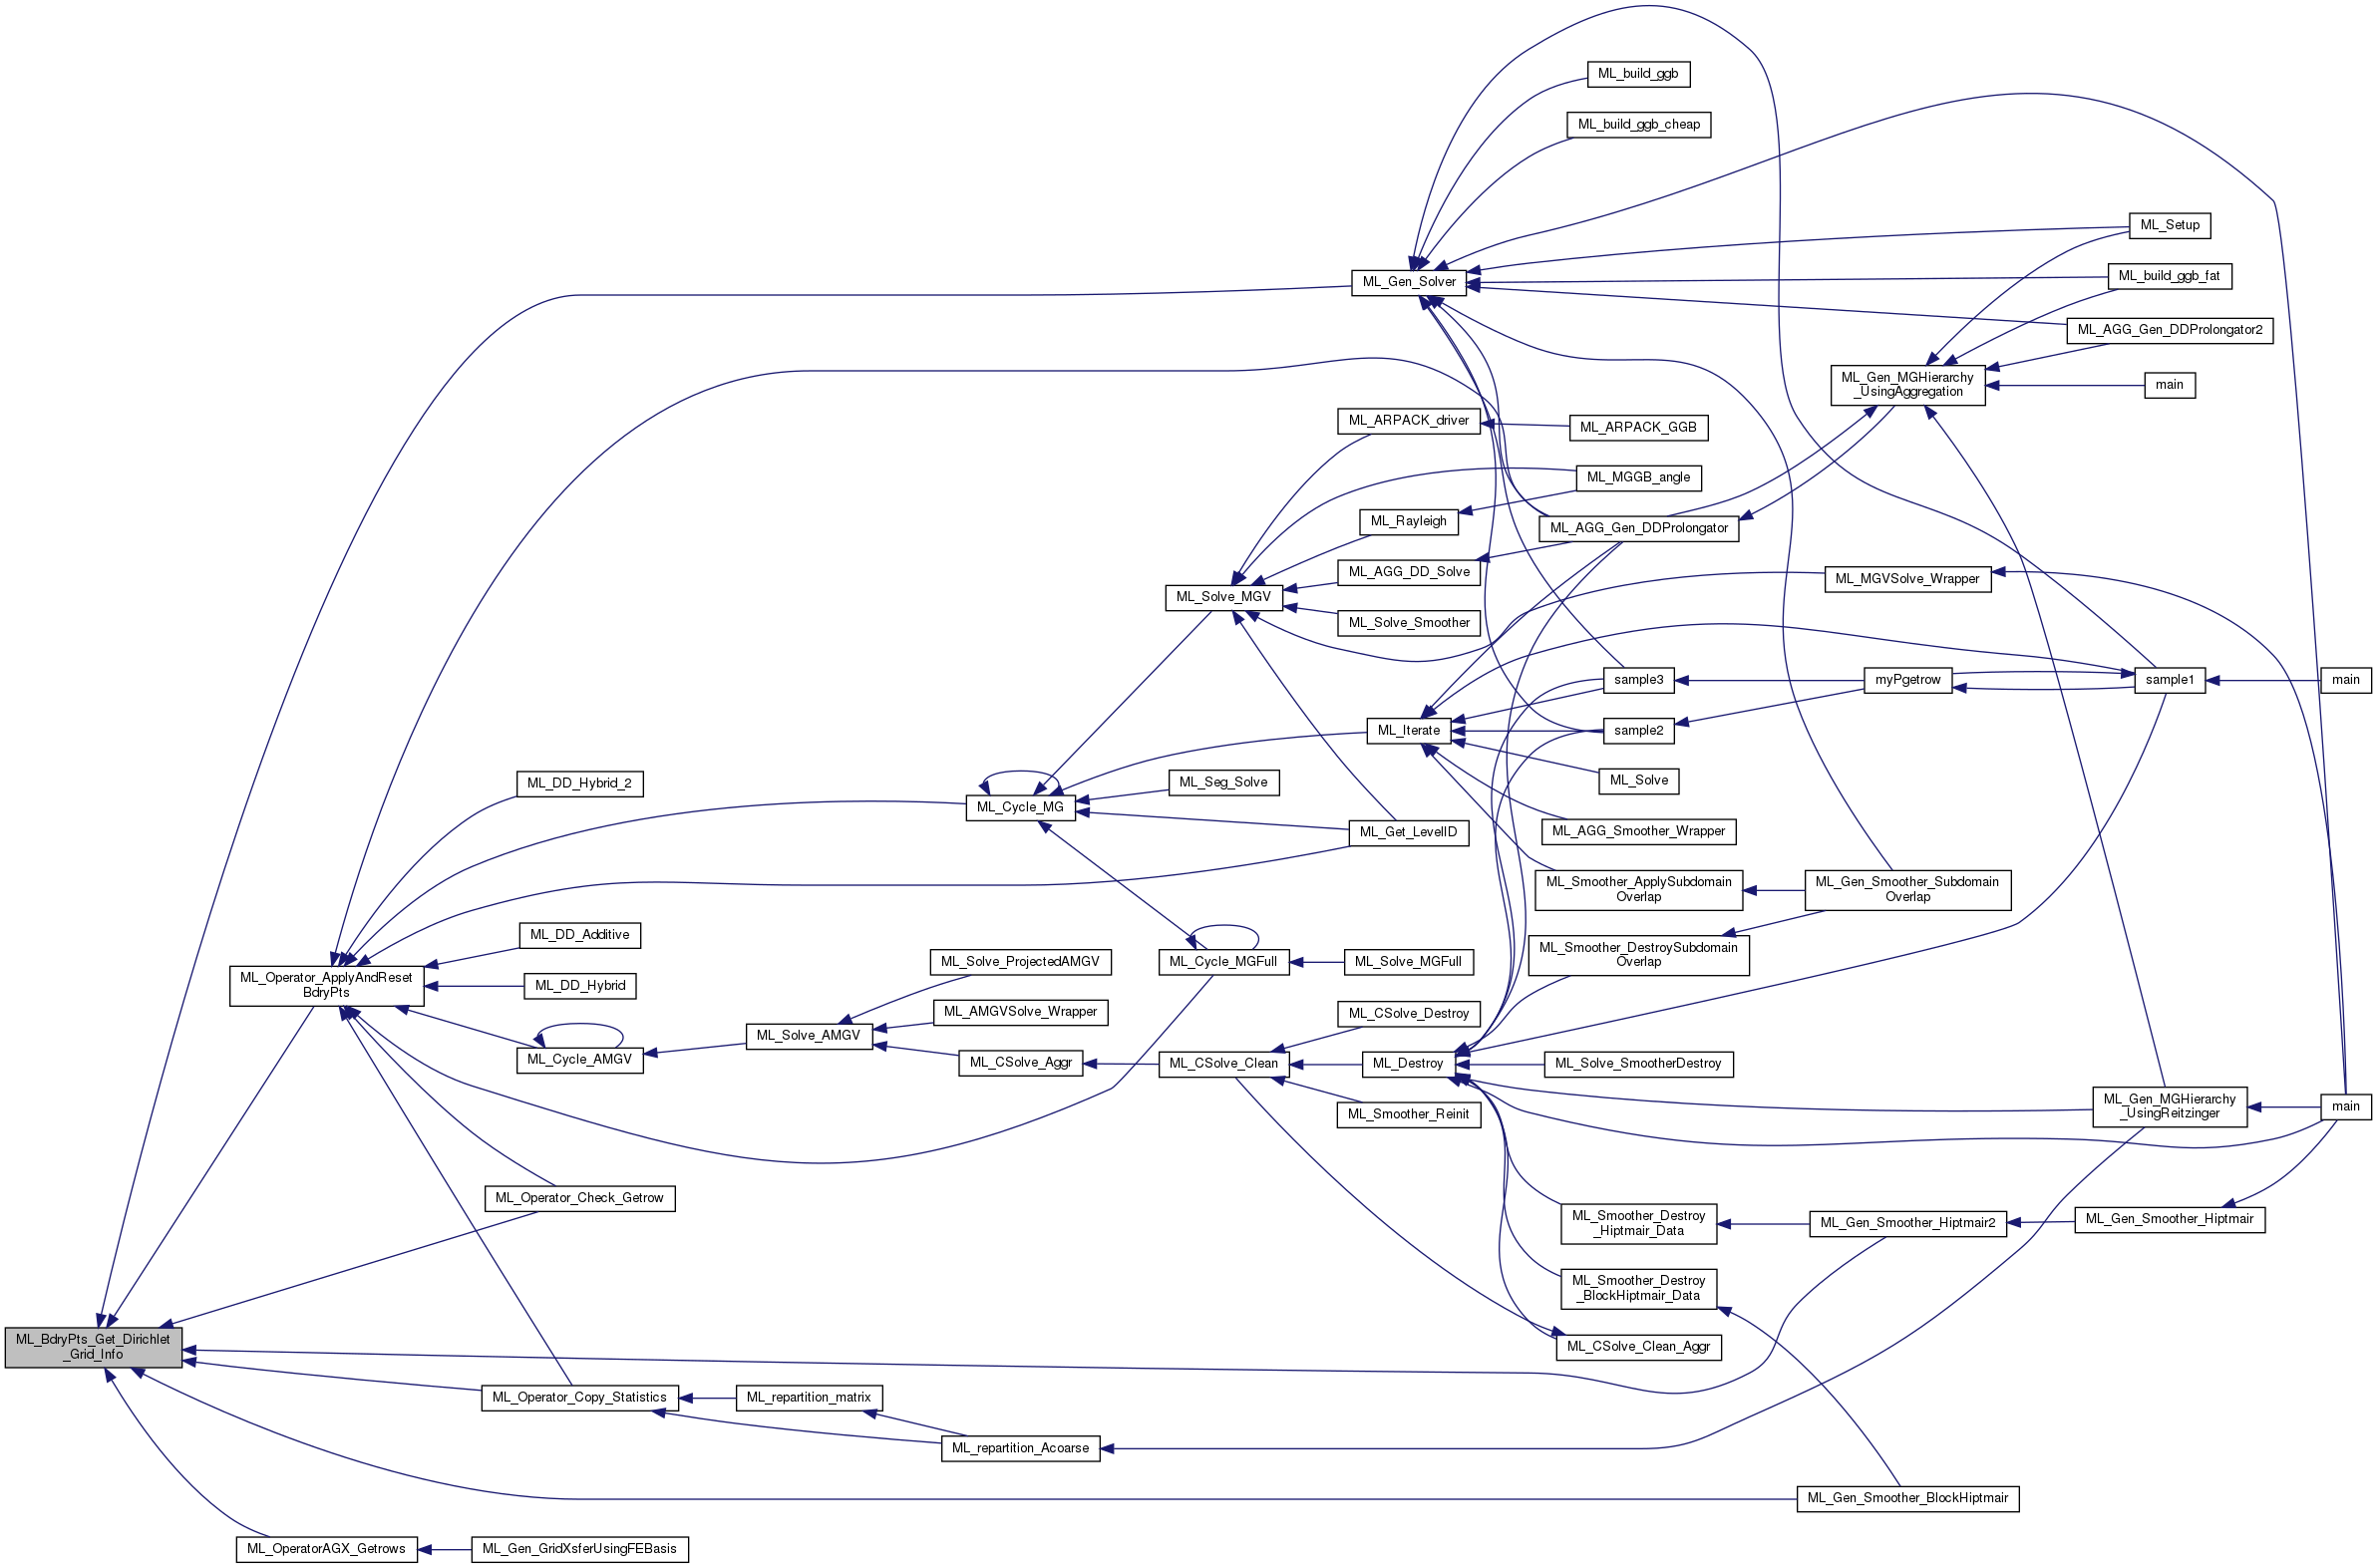 ML_build_ggb
ML_build_ggb_cheap
ML_Setup
ML_Gen_Solver
ML_build_ggb_fat
ML_AGG_Gen_DDProlongator2
ML_Gen_MGHierarchy
_UsingAggregation
main
ML_ARPACK_driver
ML_ARPACK_GGB
ML_MGGB_angle
ML_Rayleigh
ML_AGG_Gen_DDProlongator
ML_AGG_DD_Solve
ML_MGVSolve_Wrapper
ML_Solve_MGV
ML_Solve_Smoother
sample3
myPgetrow
sample1
main
ML_Iterate
sample2
ML_DD_Hybrid_2
ML_Seg_Solve
ML_Solve
ML_Cycle_MG
ML_Get_LevelID
ML_AGG_Smoother_Wrapper
ML_Smoother_ApplySubdomain
Overlap
ML_Gen_Smoother_Subdomain
Overlap
ML_DD_Additive
ML_Smoother_DestroySubdomain
Overlap
ML_Solve_ProjectedAMGV
ML_Cycle_MGFull
ML_Solve_MGFull
ML_Operator_ApplyAndReset
BdryPts
ML_DD_Hybrid
ML_AMGVSolve_Wrapper
ML_CSolve_Destroy
ML_Cycle_AMGV
ML_Solve_AMGV
ML_CSolve_Aggr
ML_CSolve_Clean
ML_Destroy
ML_Solve_SmootherDestroy
ML_Smoother_Reinit
ML_Gen_MGHierarchy
_UsingReitzinger
main
ML_Operator_Check_Getrow
ML_Smoother_Destroy
_Hiptmair_Data
ML_Gen_Smoother_Hiptmair2
ML_Gen_Smoother_Hiptmair
ML_Smoother_Destroy
_BlockHiptmair_Data
ML_BdryPts_Get_Dirichlet
_Grid_Info
ML_CSolve_Clean_Aggr
ML_Operator_Copy_Statistics
ML_repartition_matrix
ML_repartition_Acoarse
ML_Gen_Smoother_BlockHiptmair
ML_OperatorAGX_Getrows
ML_Gen_GridXsferUsingFEBasis